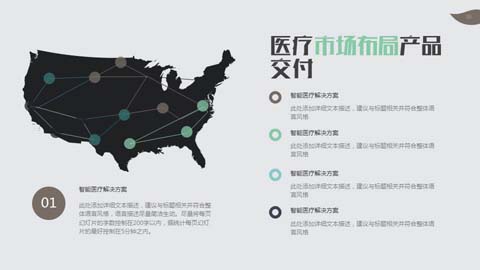 医疗市场布局产品
交付
智能医疗解决方案
此处添加详细文本描述，建议与标题相关并符合整体语
言风格
智能医疗解决方案
此处添加详细文本描述，建议与标题相关并符合整体语
言风格
智能医疗解决方案
此处添加详细文本描述，建议与标题相关并符合整体语
言风格
智能医疗解决方案
此处添加详细文本描述，建议与标题相关并符合整体语
言风格
01
智能医疗解决方案
此处添加详细文本描述，建议与标题相关并符合整
体语言风格，语言描述尽量简洁生动。尽量将每页
幻灯片的字数控制在200字以内，据统计每页幻灯
片的最好控制在5分钟之内。